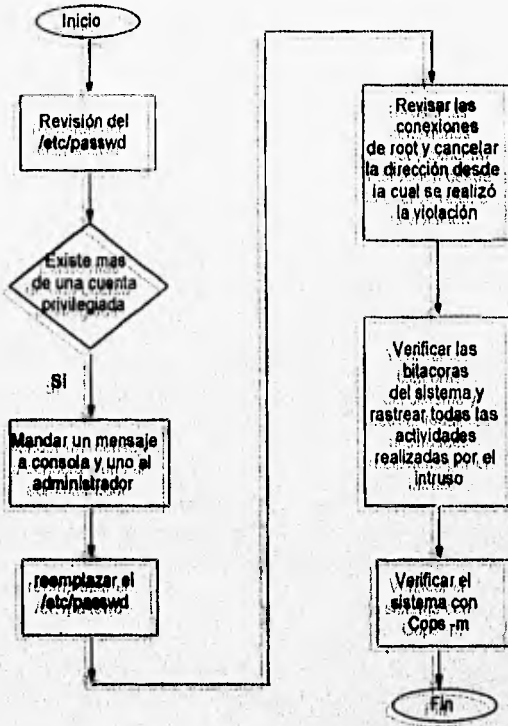 Inicio
Revisión del
/etc/passwd
Existe mas
de una cuenta
privilegiada
SI
Mandar un mensaje
a consola y uno al
administrador
reemplazar el
/etc/passwd
Revisar las
conexiones
de root y cancelar
la dirección desde
la cual se realizó
la violación
Verificar las
bitacoras
del sistema y
rastrear todas las
actividades
realizadas por el
intruso
Verificar el
sistema con
Cops -m
Fin